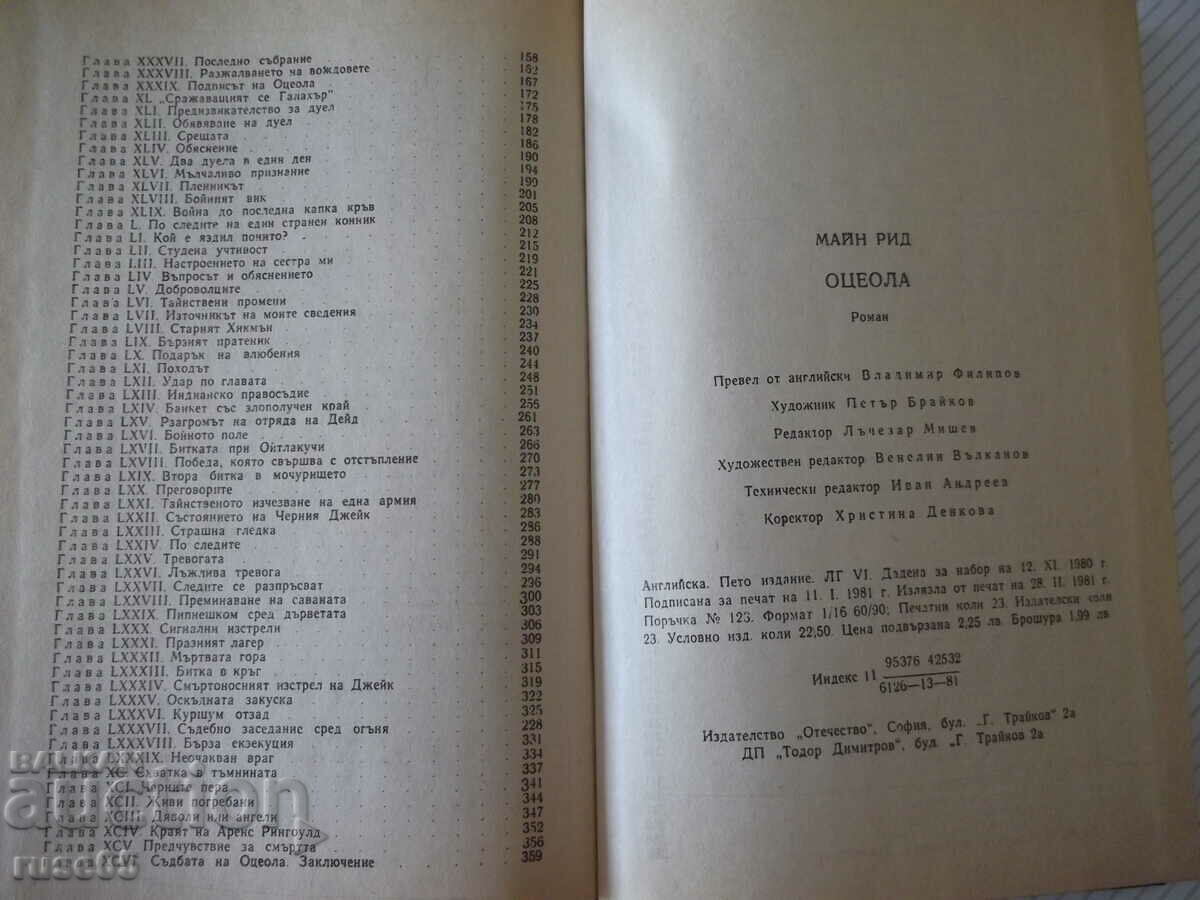 Глава XXXVII. Последно събрание 158
Глава XXXVIII. Разжалването на вождовете 162
Глава XXXIX. Подписът на Оцеола 167
Глава XL „Сражаващият се Галахър” 172
Глава XLI. Предизвикателство за дуел 175
Глава XLII. Обявяване на дуел 178
Глава XLIII. Срещата 182
Глава XLIV. Обяснение 186
Глава XLV. Два дуела в един ден 190
Глава XLVI. Мълчаливо признание 194
Глава XLVII. Пленникът 199
Глава XLVIII. Бойният вик 201
Глава XLIX. Война до последна капка кръв 205
Глава L. По следите на един странен конник 208
Глава LI. Кой е яздил понито? 212
Глава LII. Студена учтивост 215
Глава LIII. Настроението на сестра ми 219
Глава LIV. Въпросът и обяснението 221
Глава LV. Доброволците 225
Глава LVI. Тайнствени промени 228
Глава LVII. Източникът на моите сведения 230
Глава LVIII. Старият Хикмън 234
Глава LIX. Бързият пратеник 237
Глава LX. Подарък на влюбения 240
Глава LXI. Походът 244
Глава LXII. Удар по главата 248
Глава LXIII. Индианско правосъдие 251
Глава LXIV. Банкет със злополучен край 256
Глава LXV. Рзагромът на отряда на Дейд 261
Глава LXVI. Бойното поле 263
Глава LXVII. Битката при Ойтлакучи 266
Глава LXVIII. Победа, която свършва с отстъпление 270
Глава LXIX. Втора битка в мочурището 273
Глава LXX. Преговорите 277
Глава LXXI. Тайнственото изчезване на една армия 280
Глава LXXII. Състоянието на Черния Джейк 283
Глава LXXIII. Страшна гледка 286
Глава LXXIV. По следите 288
Глава LXXV. Тревогата 291
Глава LXXVI. Лъжлива тревога 294
Глава LXXVII. Следите се разпръсват 296
Глава LXXVIII. Преминаване на саваната 300
Глава LXXIX. Пипнешком сред дърветата 303
Глава LXXX. Сигнални изстрели 306
Глава LXXXI. Празният лагер 309
Глава LXXXII. Мъртвата гора 311
Глава LXXXIII. Битка в кръг 315
Глава LXXXIV. Смъртоносният изстрел на Джейк 319
Глава LXXXV. Оскъдната закуска 322
Глава LXXXVI. Куршум отзад 325
Глава LXXXVII. Съдебно заседание сред огъня 228
Глава LXXXVIII. Бърза екзекуция 331
Глава LXXXIX. Неочакван враг 334
Глава XC. Схватка в тъмнината 337
Глава XCI. Черните пера 341
Глава XCII. Живи погребани 344
Глава XCIII. Дяволи или ангели 347
Глава XCIV. Краят на Аренс Рингоулд 352
Глава XCV. Предчувствие за смъртта 356
Глава XCVI. Съдбата на Оцеола. Заключение 359
МАЙН РИД
ОЦЕОЛА
Роман
Превел от английски Владимир Филипов
Художник Петър Брайков
Редактор Лъчезар Мишев
Художествен редактор Венелин Вълканов
Технически редактор Иван Андреев
Коректор Христина Денкова
Английска. Пето издание. ЛГ VI. Дадена за набор на 12. XI. 1980 г.
Подписана за печат на 11. I. 1981 г. Излязла от печат на 28. II. 1981 г.
Поръчка № 123. Формат 1/16 60/90; Печатни коли 23. Издателски коли
23. Условно изд. коли 22,50. Цена подвързана 2,25 лв. Брошура 1,99 лв.
95376 42532
Индекс 11
6126—13—81
Издателство „Отечество”, София, бул. „Г. Трайков” 2а
ДП „Тодор Димитров”, бул. „Г. Трайков 2а
auction
ruse65